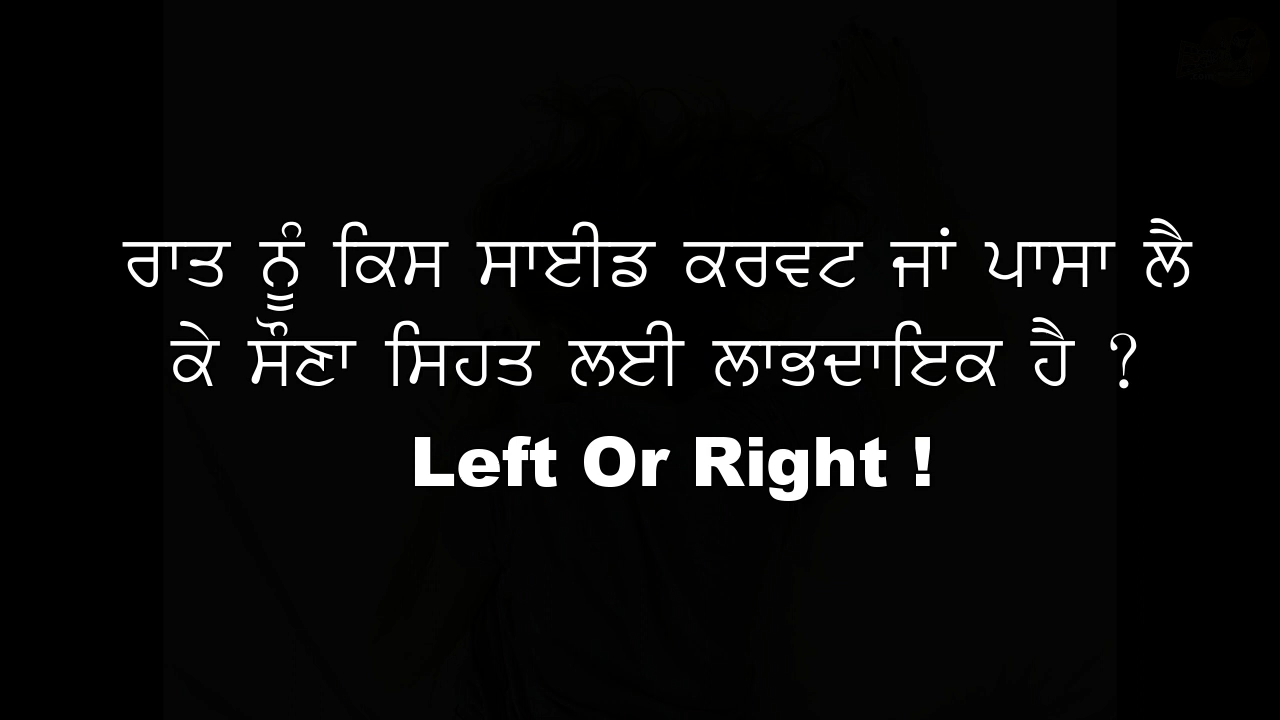 ਰਾਤ ਨੂੰ ਕਿਸ ਸਾਈਡ ਕਰਵਟ ਜਾਂ ਪਾਸਾ ਲੈ
ਕੇ ਸੌਣਾ ਸਿਹਤ ਲਈ ਲਾਭਦਾਇਕ ਹੈ ?
Left Or Right !